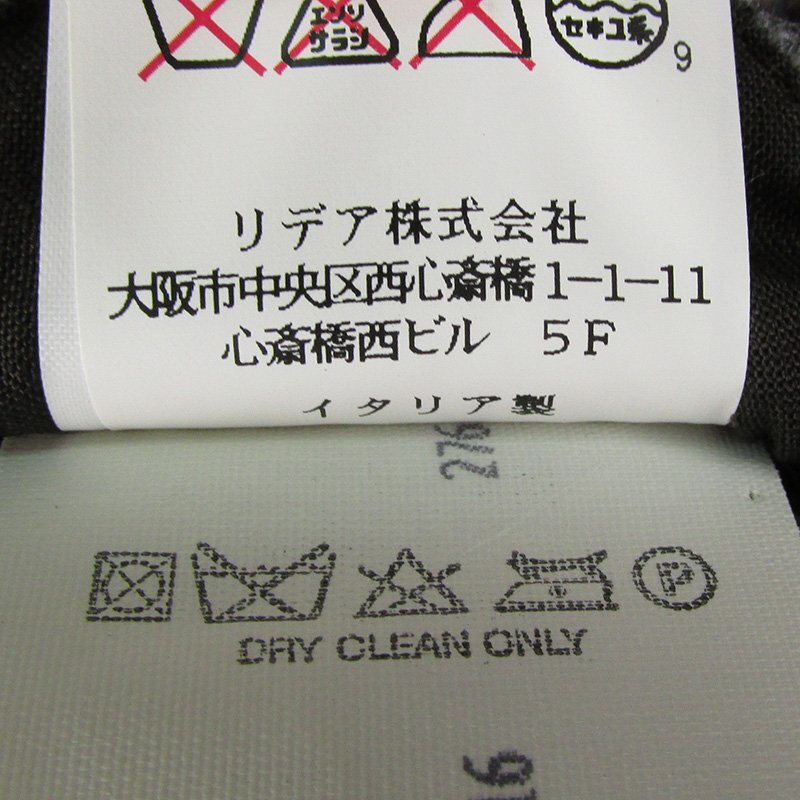 エンソ
サラシ
セキユ系
9
リデア株式会社
大阪市中央区西心斎橋1-1-11
心斎橋西ビル 5F
イタリア製
276
P
DRY CLEAN ONLY
16